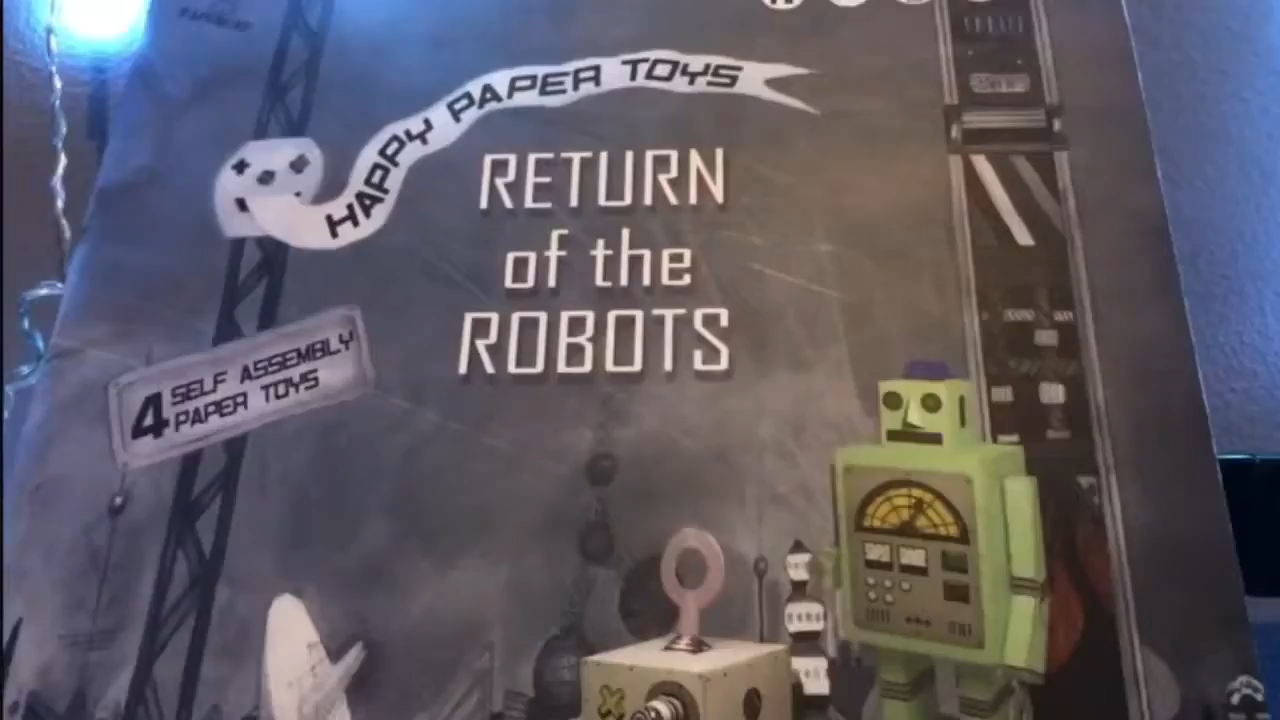 HAPPY PAPER TOYS
RETURN
of the
ROBOTS
4 SELF ASSEMBLY
PAPER TOYS